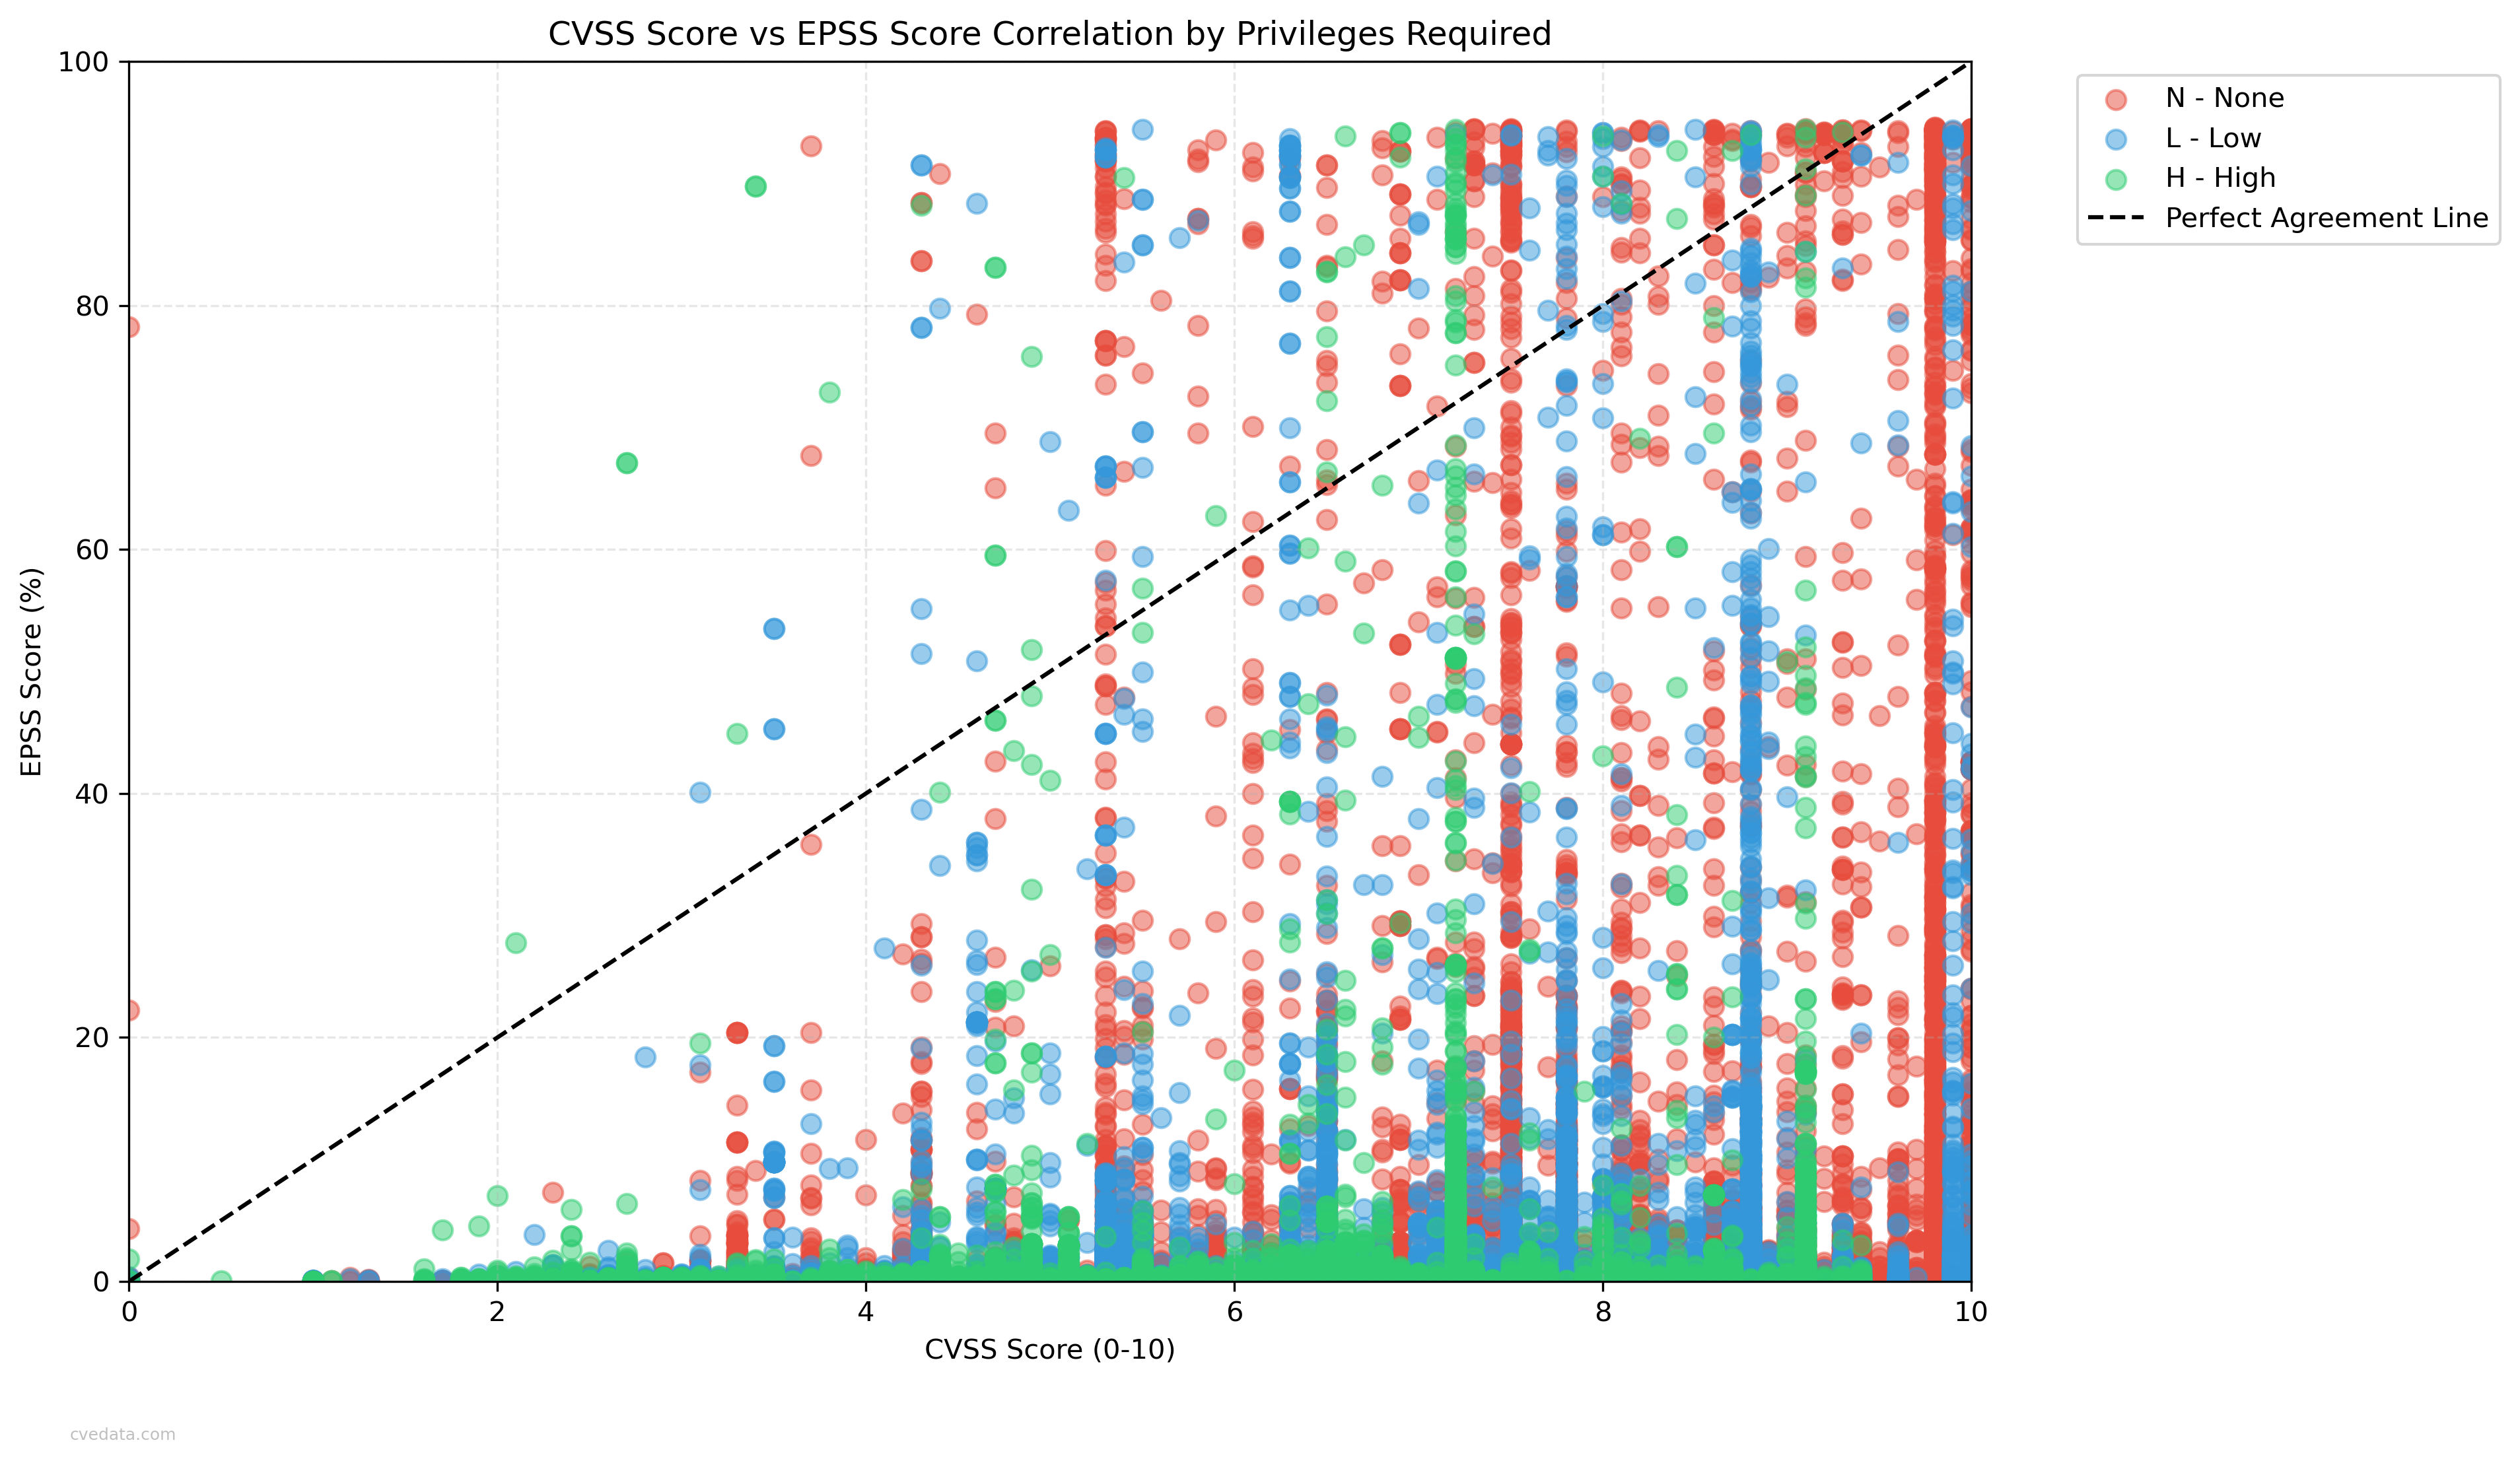 CVSS Score vs EPSS Score Correlation by Privileges Required
100
80
60
40
20
0
EPSS Score (%)
0 2 4 6 8 10
CVSS Score (0-10)
N - None
L - Low
H - High
Perfect Agreement Line
cvedata.com